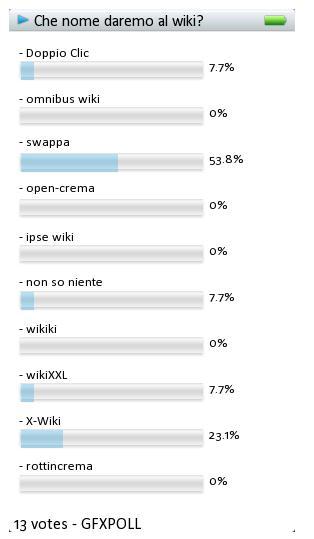 Che nome daremo al wiki?
- Doppio Clic
7.7%
- omnibus wiki
0%
- swappa
53.8%
- open-crema
0%
- ipse wiki
0%
- non so niente
7.7%
- wikiki
0%
- wikiXXL
7.7%
- X-Wiki
23.1%
- rottincrema
0%
13 votes - GFXPOLL